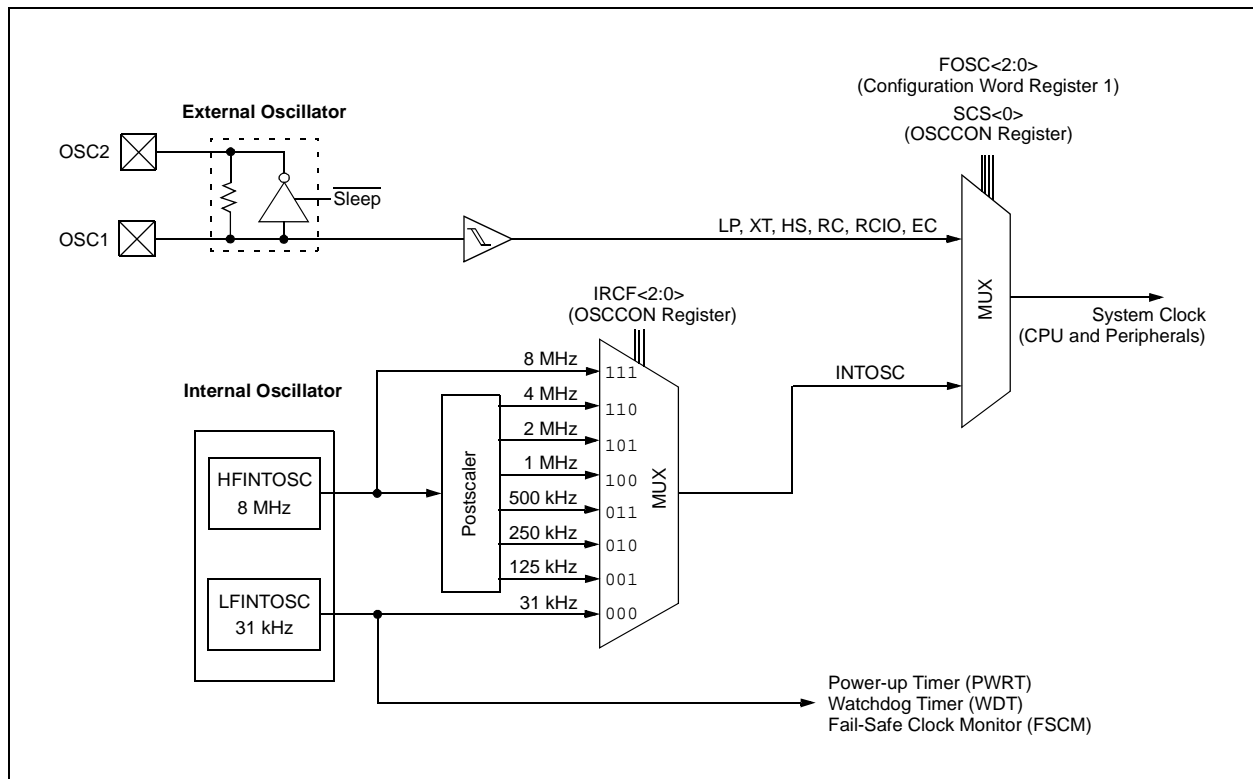 FOSC<2:0>
(Configuration Word Register 1)
SCS<0>
(OSCCON Register)
External Oscillator
OSC2
Sleep
OSC1
LP, XT, HS, RC, RCIO, EC
MUX
System Clock
(CPU and Peripherals)
IRCF<2:0>
(OSCCON Register)
Internal Oscillator
HFINTOSC
8 MHz
LFINTOSC
31 kHz
Postscaler
8 MHz
111
4 MHz
110
2 MHz
101
1 MHz
100
500 kHz
011
250 kHz
010
125 kHz
001
31 kHz
000
MUX
INTOSC
Power-up Timer (PWRT)
Watchdog Timer (WDT)
Fail-Safe Clock Monitor (FSCM)